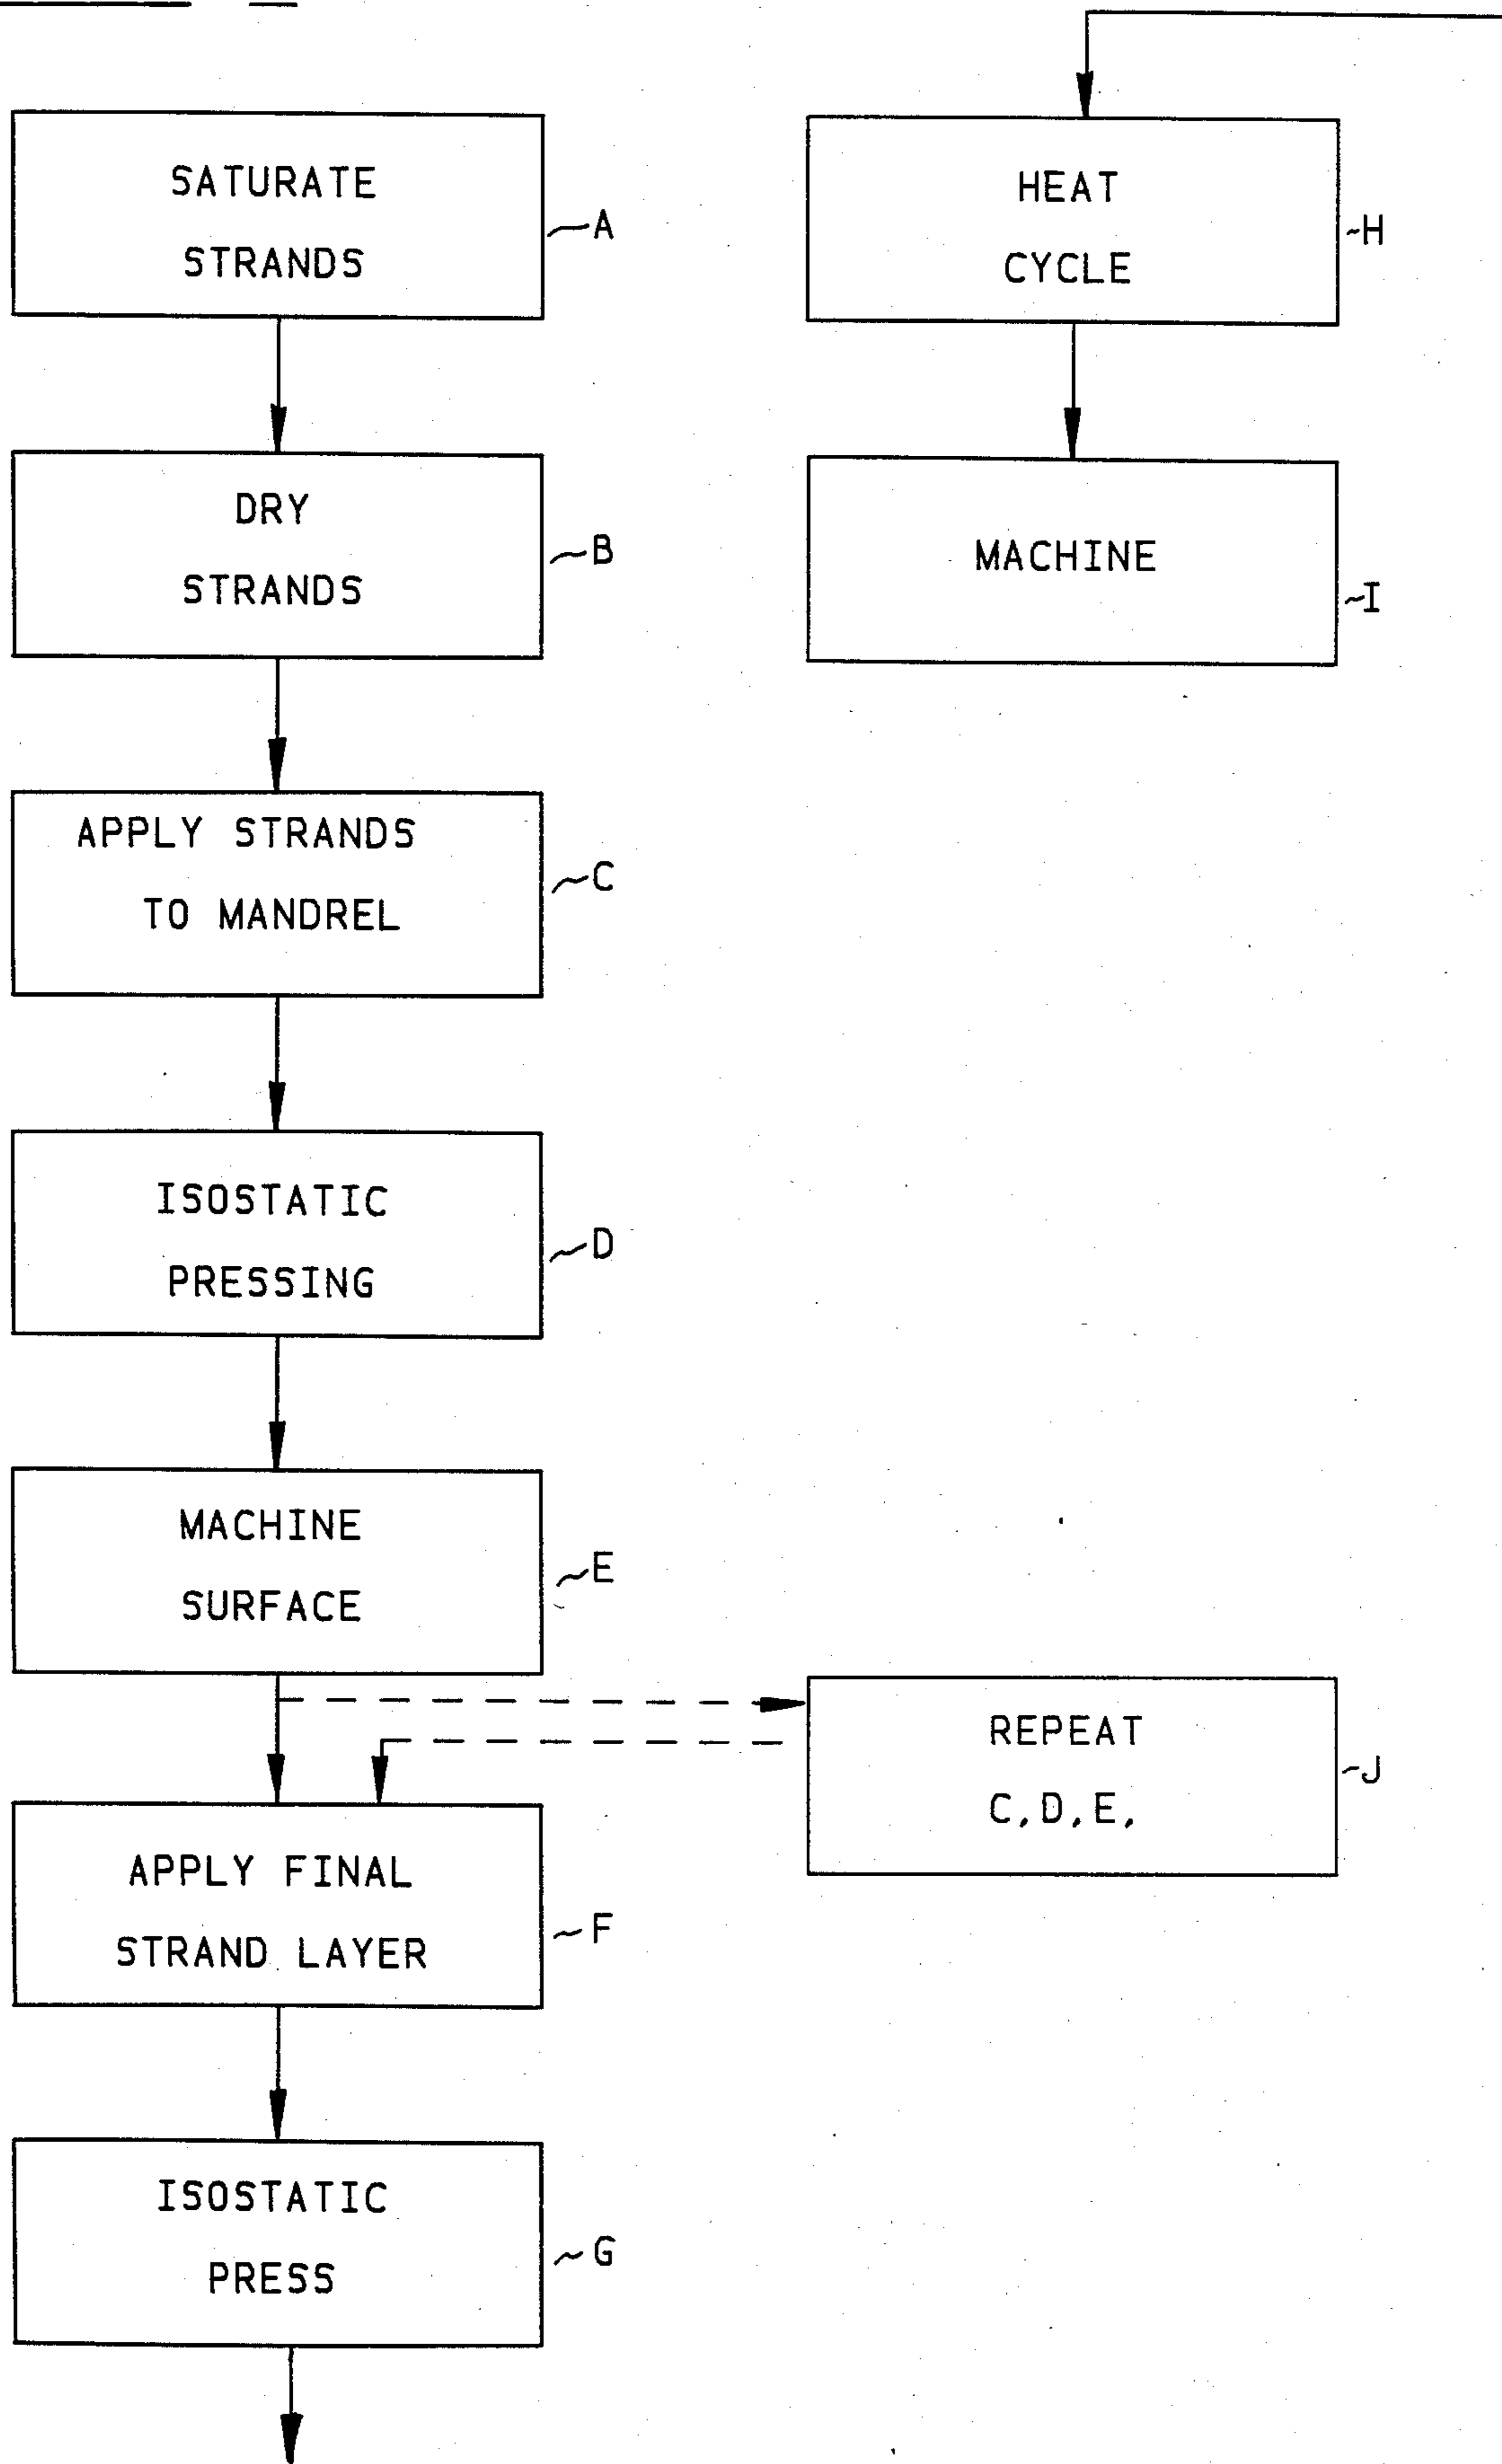 SATURATE
STRANDS
A
DRY
STRANDS
B
APPLY STRANDS
TO MANDREL
C
ISOSTATIC
PRESSING
D
MACHINE
SURFACE
E
APPLY FINAL
STRAND LAYER
F
ISOSTATIC
PRESS
G
HEAT
CYCLE
H
MACHINE
I
REPEAT
C,D,E,
J